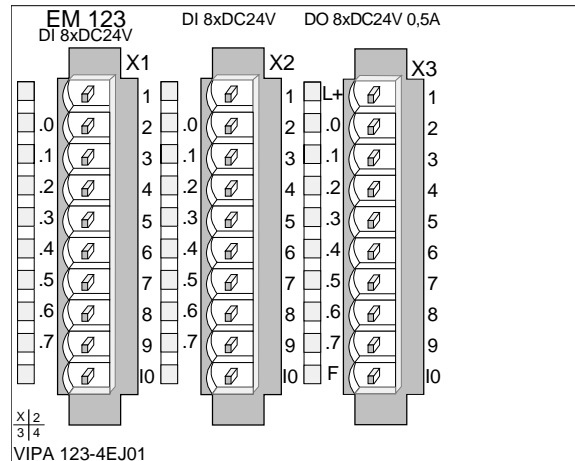 EM 123
DI 8xDC24V DI 8xDC24V DO 8xDC24V 0,5A
X1 X2 X3
1 1 L+ 1
.0 2 .0 2 .0 2
.1 3 .1 3 .1 3
.2 4 .2 4 .2 4
.3 5 .3 5 .3 5
.4 6 .4 6 .4 6
.5 7 .5 7 .5 7
.6 8 .6 8 .6 8
.7 9 .7 9 .7 9
I0 I0 F I0
X 2
3 4
VIPA 123-4EJ01